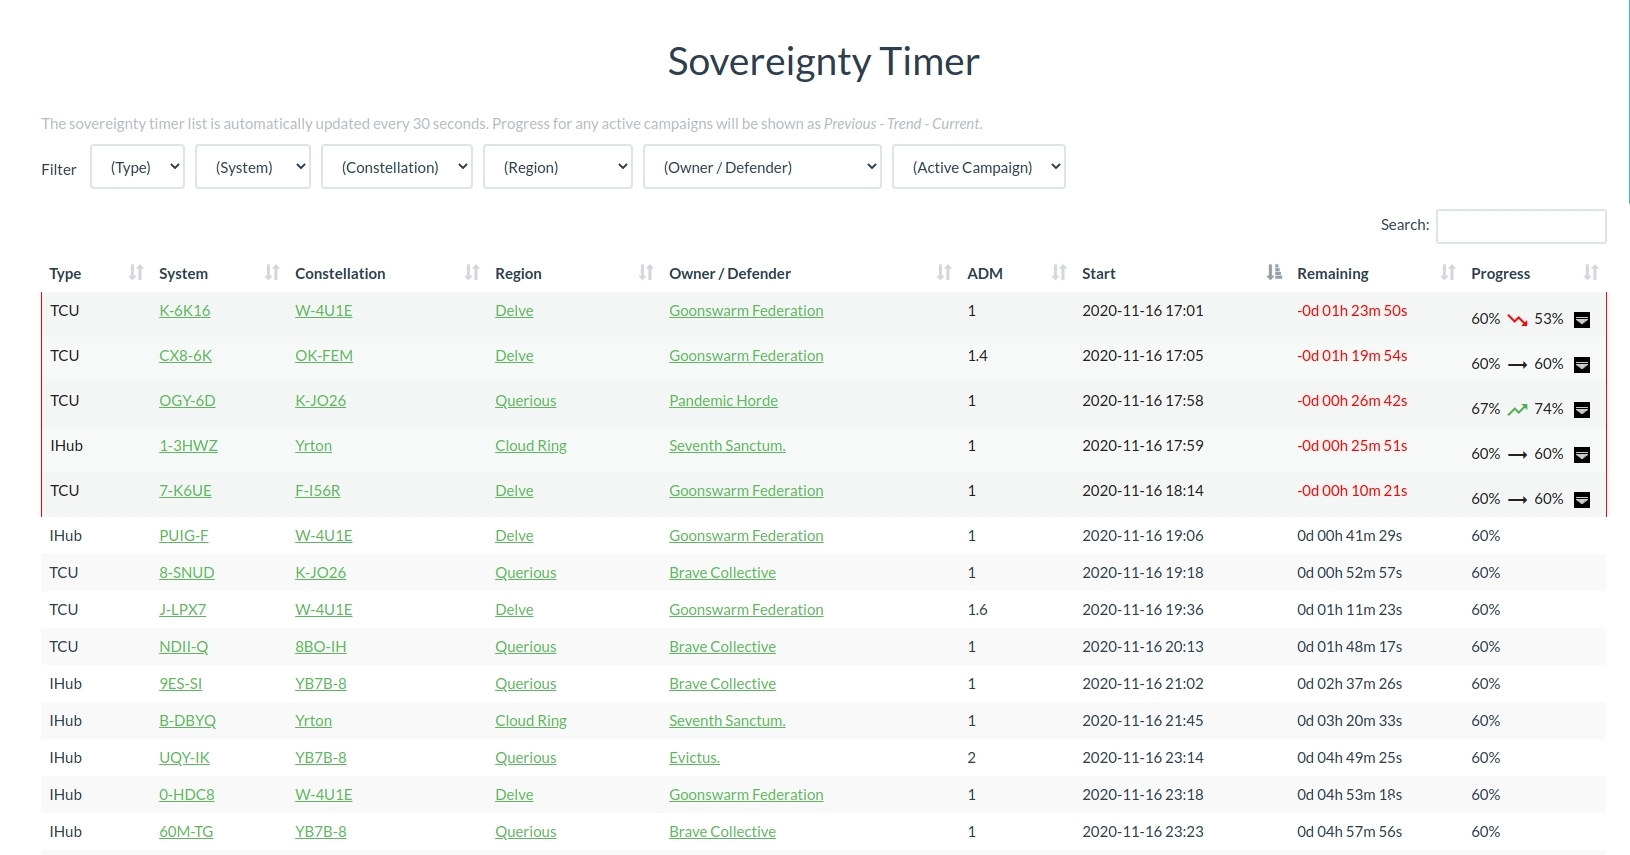 Sovereignty Timer
The sovereignty timer list is automatically updated every 30 seconds. Progress for any active campaigns will be shown as Previous - Trend - Current.
Filter (Type) (System) (Constellation) (Region) (Owner / Defender) (Active Campaign)
Search:
Type System Constellation Region Owner / Defender ADM Start Remaining Progress
TCU K-6K16 W-4U1E Delve Goonswarm Federation 1 2020-11-16 17:01 -0d 01h 23m 50s 60% 53%
TCU CX8-6K OK-FEM Delve Goonswarm Federation 1.4 2020-11-16 17:05 -0d 01h 19m 54s 60% 60%
TCU OGY-6D K-JO26 Querious Pandemic Horde 1 2020-11-16 17:58 -0d 00h 26m 42s 67% 74%
IHub 1-3HWZ Yrton Cloud Ring Seventh Sanctum. 1 2020-11-16 17:59 -0d 00h 25m 51s 60% 60%
TCU 7-K6UE F-I56R Delve Goonswarm Federation 1 2020-11-16 18:14 -0d 00h 10m 21s 60% 60%
IHub PUIG-F W-4U1E Delve Goonswarm Federation 1 2020-11-16 19:06 0d 00h 41m 29s 60%
TCU 8-SNUD K-JO26 Querious Brave Collective 1 2020-11-16 19:18 0d 00h 52m 57s 60%
TCU J-LPX7 W-4U1E Delve Goonswarm Federation 1.6 2020-11-16 19:36 0d 01h 11m 23s 60%
TCU NDII-Q 8BO-IH Querious Brave Collective 1 2020-11-16 20:13 0d 01h 48m 17s 60%
IHub 9ES-SI YB7B-8 Querious Brave Collective 1 2020-11-16 21:02 0d 02h 37m 26s 60%
IHub B-DBYQ Yrton Cloud Ring Seventh Sanctum. 1 2020-11-16 21:45 0d 03h 20m 33s 60%
IHub UQY-IK YB7B-8 Querious Evictus. 2 2020-11-16 23:14 0d 04h 49m 25s 60%
IHub 0-HDC8 W-4U1E Delve Goonswarm Federation 1 2020-11-16 23:18 0d 04h 53m 18s 60%
IHub 60M-TG YB7B-8 Querious Brave Collective 1 2020-11-16 23:23 0d 04h 57m 56s 60%